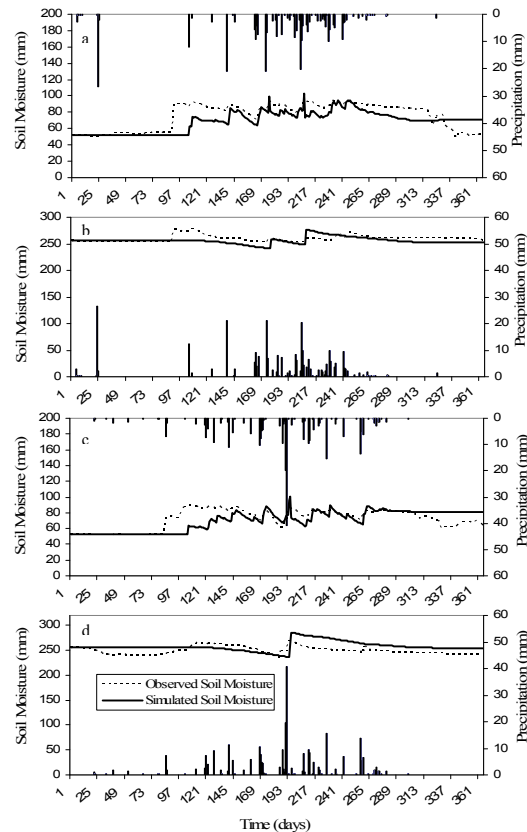 200 0
180 a
160 10
140
120 20
100
80 30
60
40 40
20
0 50
Soil Moisture (mm)
Precipitation (mm)
1 25 49 73 97 121 145 169 193 217 241 265 289 313 337 361
300 b 60
250 50
200 40
150 30
100 20
50 10
0 0
Soil Moisture (mm)
Precipitation (mm)
1 25 49 73 97 121 145 169 193 217 241 265 289 313 337 361
200 0
180 c
160 10
140 20
120
100 30
80
60 40
40 50
20
0 60
Soil Moisture (mm)
Precipitation (mm)
1 25 49 73 97 121 145 169 193 217 241 265 289 313 337 361
300 d 60
250 50
200 40
150 30
100 20
50 10
0 0
Soil Moisture (mm)
Precipitation (mm)
Observed Soil Moisture
Simulated Soil Moisture
1 25 49 73 97 121 145 169 193 217 241 265 289 313 337 361
Time (days)